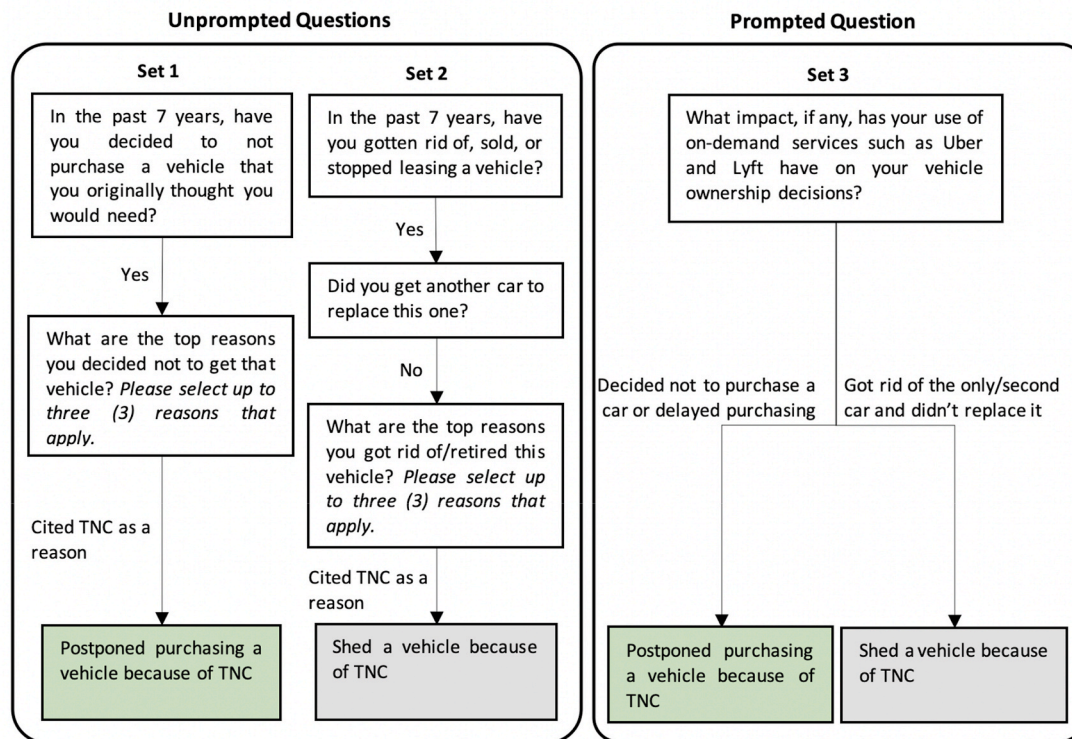 Unprompted Questions
Set 1
In the past 7 years, have
you decided to not
purchase a vehicle that
you originally thought you
would need?
Yes
What are the top reasons
you decided not to get that
vehicle? Please select up to
three (3) reasons that
apply.
Cited TNC as a
reason
Postponed purchasing a
vehicle because of TNC
Set 2
In the past 7 years, have
you gotten rid of, sold, or
stopped leasing a vehicle?
Yes
Did you get another car to
replace this one?
No
What are the top reasons
you got rid of/retired this
vehicle? Please select up
to three (3) reasons that
apply.
Cited TNC as a
reason
Shed a vehicle because
of TNC
Prompted Question
Set 3
What impact, if any, has your use of
on-demand services such as Uber
and Lyft have on your vehicle
ownership decisions?
Decided not to purchase a
car or delayed purchasing
Postponed purchasing
a vehicle because of
TNC
Got rid of the only/second
car and didn’t replace it
Shed a vehicle because of
TNC